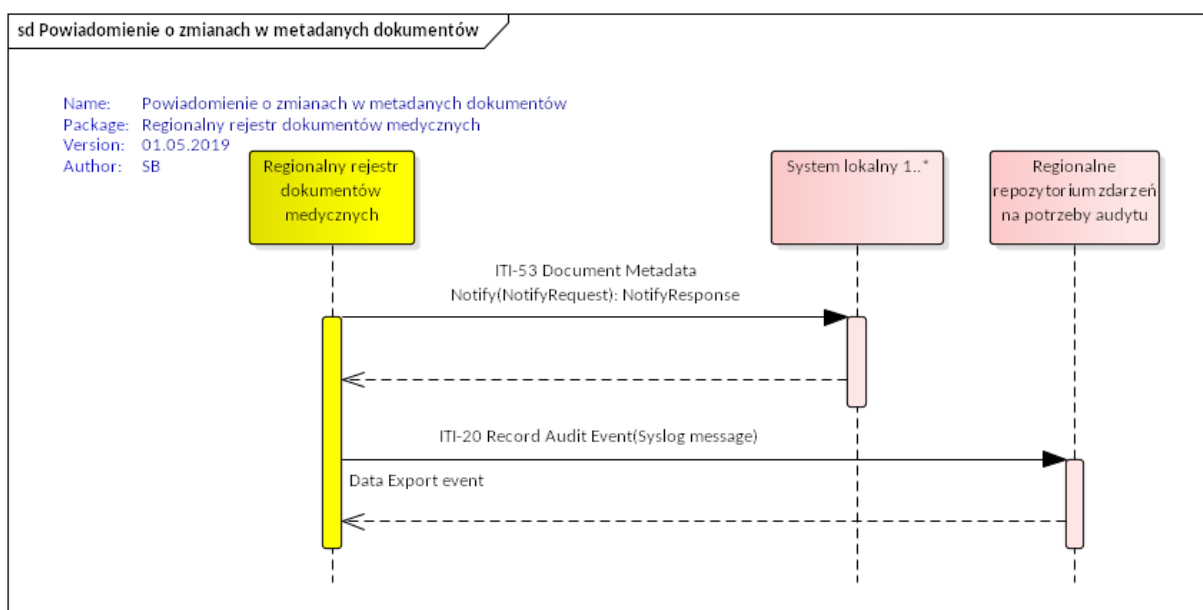 sd Powiadomienie o zmianach w metadanych dokumentów
Name: Powiadomienie o zmianach w metadanych dokumentów
Package: Regionalny rejestr dokumentów medycznych
Version: 01.05.2019
Author: SB
Regionalny rejestr
dokumentów
medycznych
System lokalny 1..*
Regionalne
repozytorium zdarzeń
na potrzeby audytu
ITI-53 Document Metadata
Notify(NotifyRequest): NotifyResponse
ITI-20 Record Audit Event(Syslog message)
Data Export event